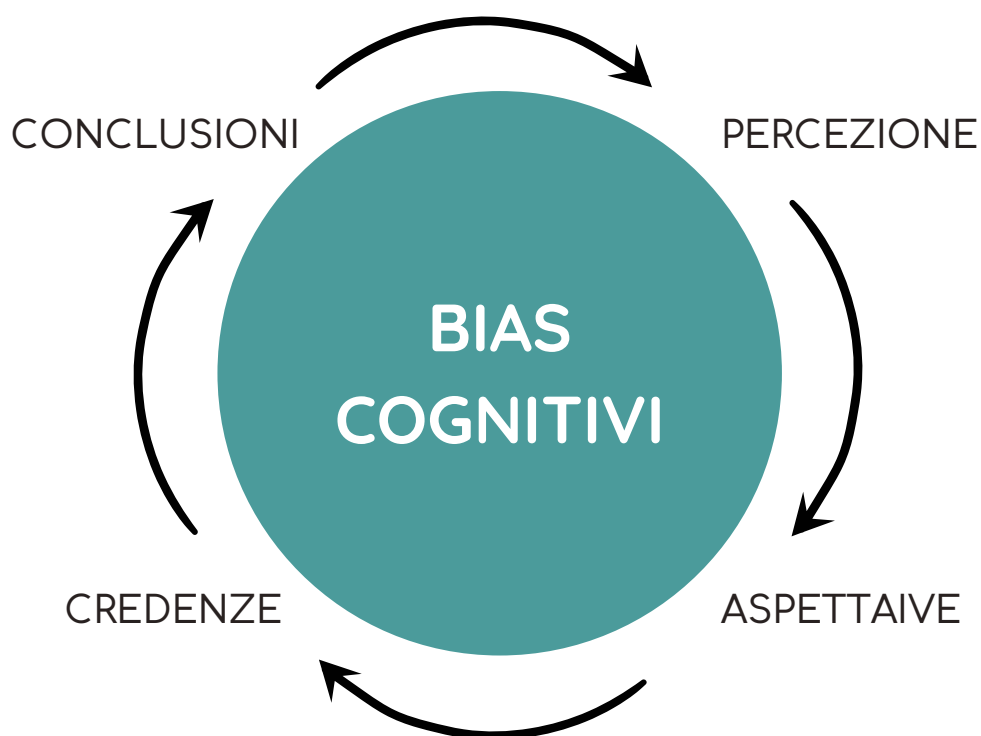 CONCLUSIONI
PERCEZIONE
BIAS
COGNITIVI
CREDENZE
ASPETTAIVE